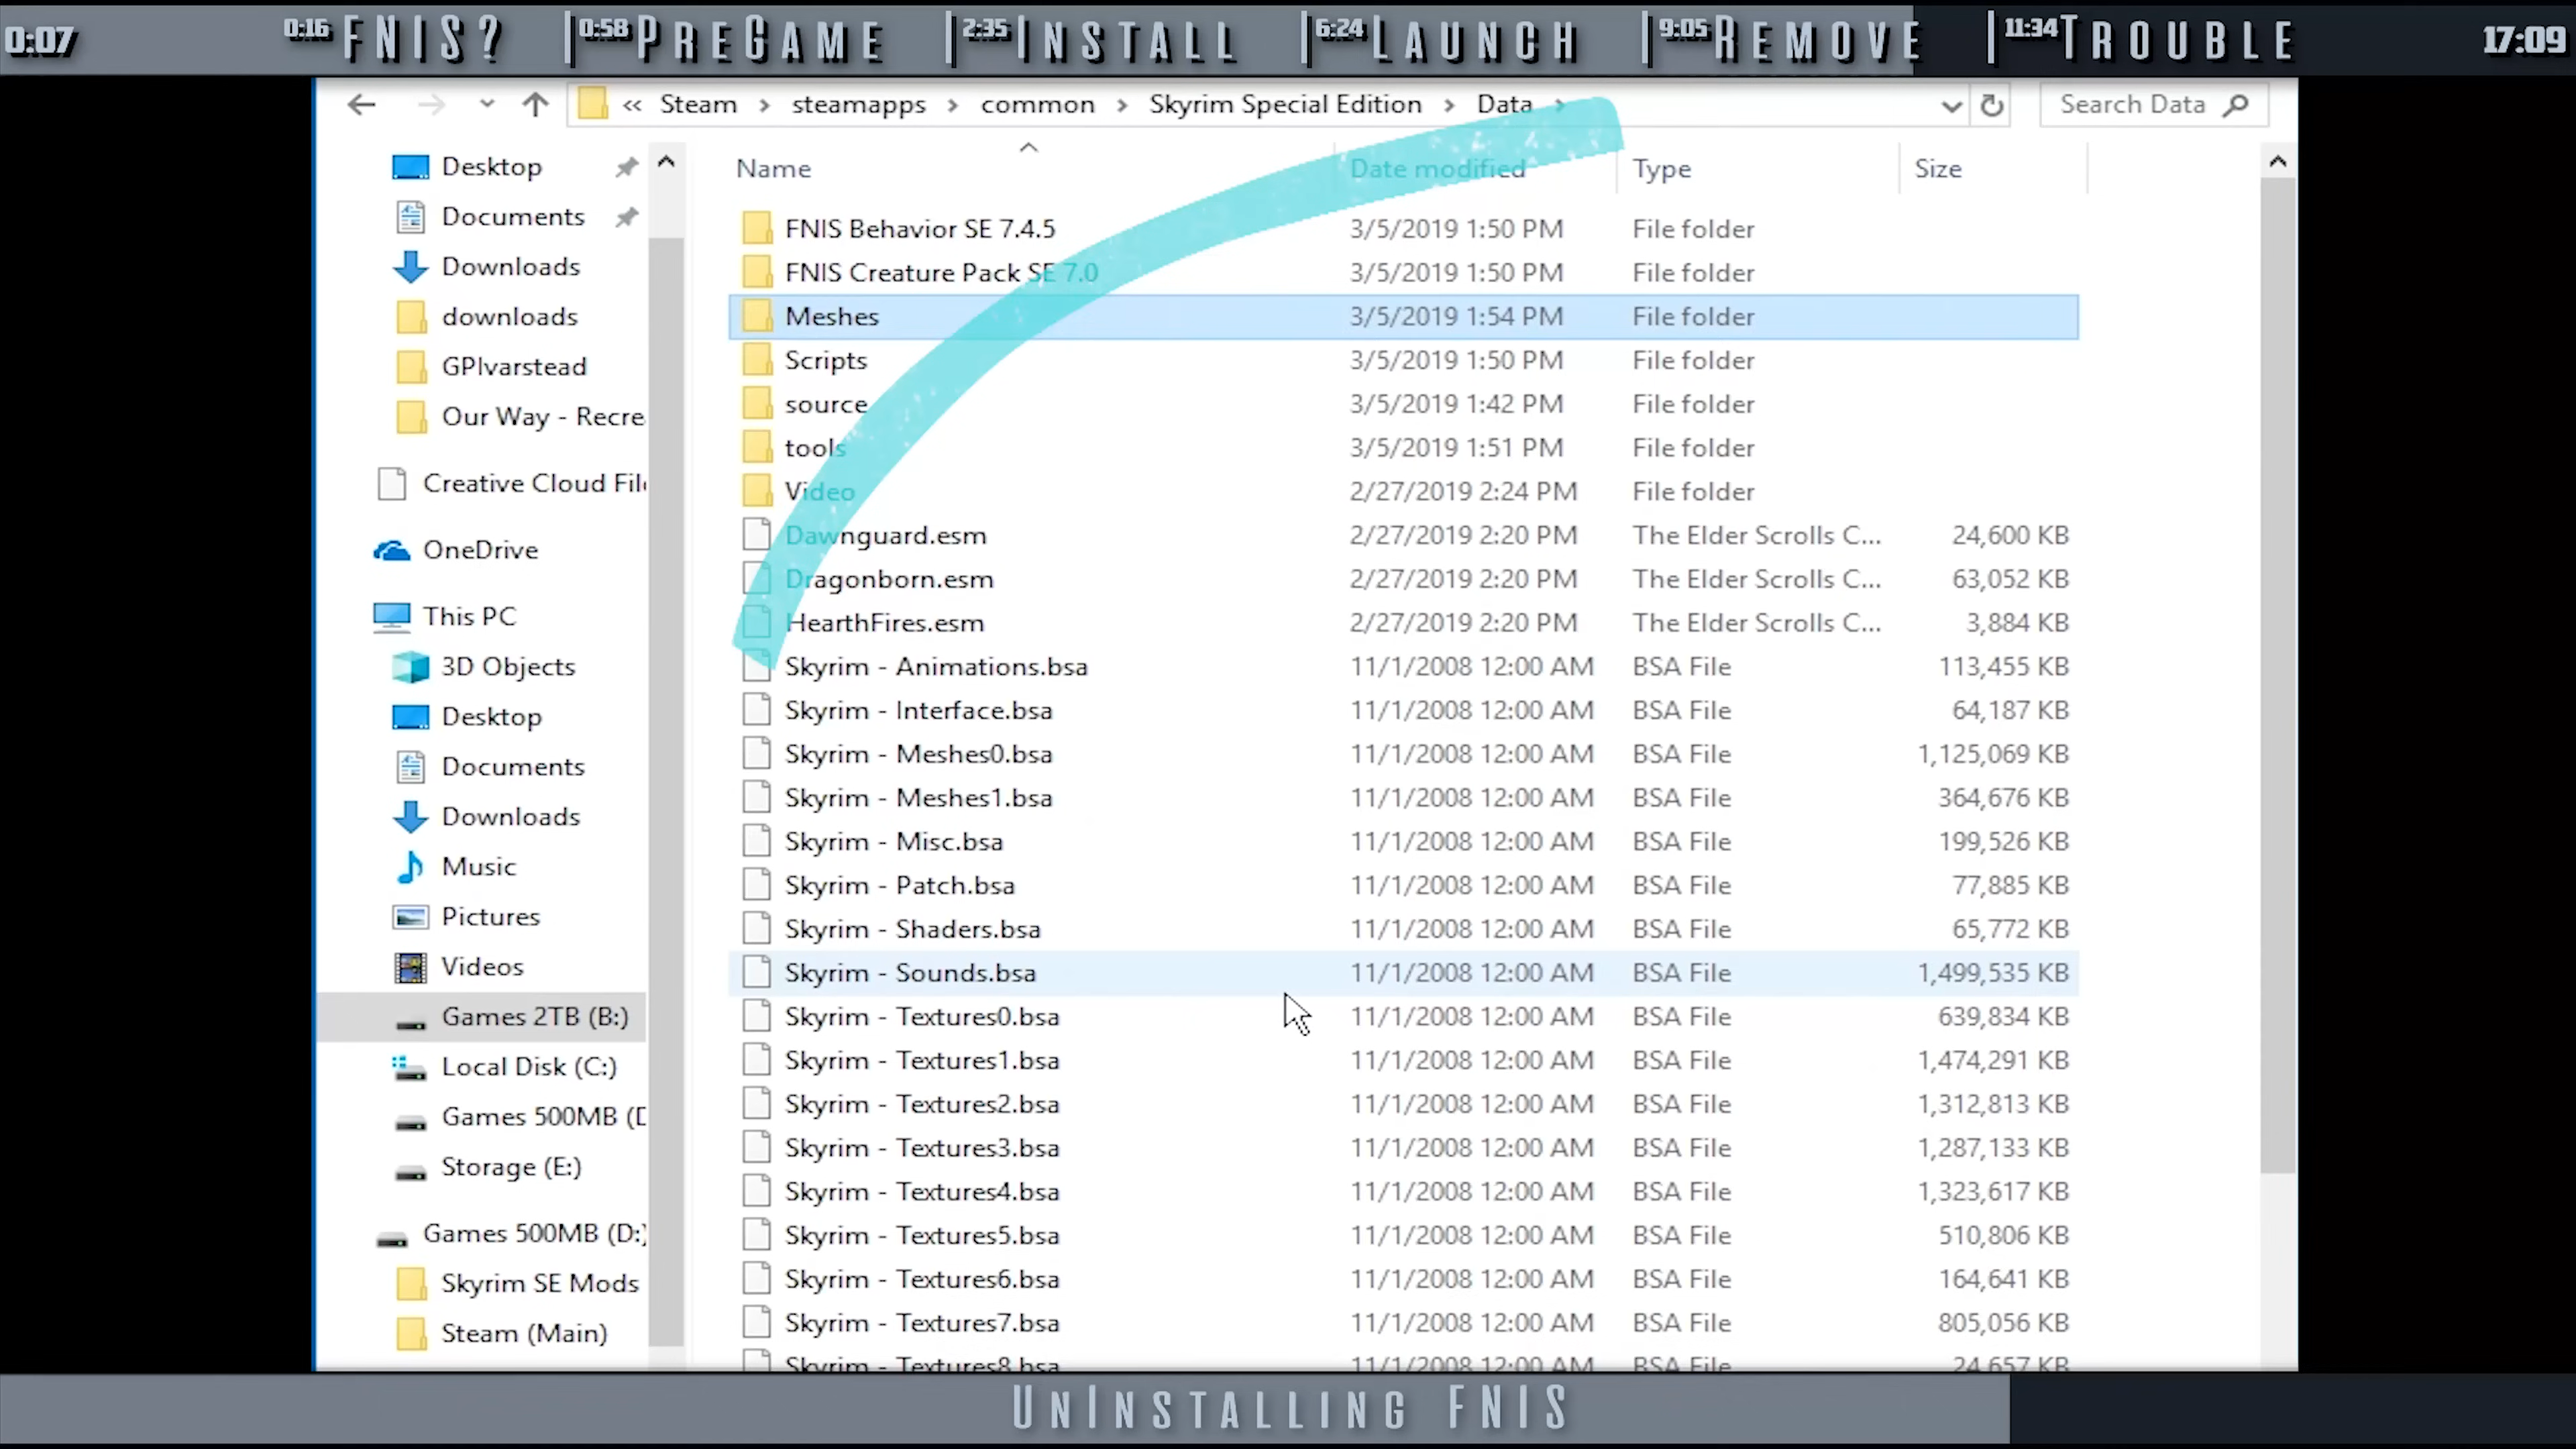 0:07 0:16 FNIS? 0:58 PREGAME 2:35 INSTALL 6:24 LAUNCH 9:05 REMOVE 11:34 TROUBLE 17:09
« Steam > steamapps > common > Skyrim Special Edition > Data > Search Data
Name Date modified Type Size
Desktop
Documents
Downloads
downloads
GPIvarstead
Our Way - Recre
Creative Cloud Fil
OneDrive
This PC
3D Objects
Desktop
Documents
Downloads
Music
Pictures
Videos
Games 2TB (B:)
Local Disk (C:)
Games 500MB (D
Storage (E:)
Games 500MB (D:)
Skyrim SE Mods
Steam (Main)
FNIS Behavior SE 7.4.5 3/5/2019 1:50 PM File folder
FNIS Creature Pack SE 7.0 3/5/2019 1:50 PM File folder
Meshes 3/5/2019 1:54 PM File folder
Scripts 3/5/2019 1:50 PM File folder
source 3/5/2019 1:42 PM File folder
tools 3/5/2019 1:51 PM File folder
Video 2/27/2019 2:24 PM File folder
Dawnguard.esm 2/27/2019 2:20 PM The Elder Scrolls C... 24,600 KB
Dragonborn.esm 2/27/2019 2:20 PM The Elder Scrolls C... 63,052 KB
HearthFires.esm 2/27/2019 2:20 PM The Elder Scrolls C... 3,884 KB
Skyrim - Animations.bsa 11/1/2008 12:00 AM BSA File 113,455 KB
Skyrim - Interface.bsa 11/1/2008 12:00 AM BSA File 64,187 KB
Skyrim - Meshes0.bsa 11/1/2008 12:00 AM BSA File 1,125,069 KB
Skyrim - Meshes1.bsa 11/1/2008 12:00 AM BSA File 364,676 KB
Skyrim - Misc.bsa 11/1/2008 12:00 AM BSA File 199,526 KB
Skyrim - Patch.bsa 11/1/2008 12:00 AM BSA File 77,885 KB
Skyrim - Shaders.bsa 11/1/2008 12:00 AM BSA File 65,772 KB
Skyrim - Sounds.bsa 11/1/2008 12:00 AM BSA File 1,499,535 KB
Skyrim - Textures0.bsa 11/1/2008 12:00 AM BSA File 639,834 KB
Skyrim - Textures1.bsa 11/1/2008 12:00 AM BSA File 1,474,291 KB
Skyrim - Textures2.bsa 11/1/2008 12:00 AM BSA File 1,312,813 KB
Skyrim - Textures3.bsa 11/1/2008 12:00 AM BSA File 1,287,133 KB
Skyrim - Textures4.bsa 11/1/2008 12:00 AM BSA File 1,323,617 KB
Skyrim - Textures5.bsa 11/1/2008 12:00 AM BSA File 510,806 KB
Skyrim - Textures6.bsa 11/1/2008 12:00 AM BSA File 164,641 KB
Skyrim - Textures7.bsa 11/1/2008 12:00 AM BSA File 805,056 KB
Skyrim - Textures8.bsa 11/1/2008 12:00 AM BSA File 24,657 KB
UNINSTALLING FNIS